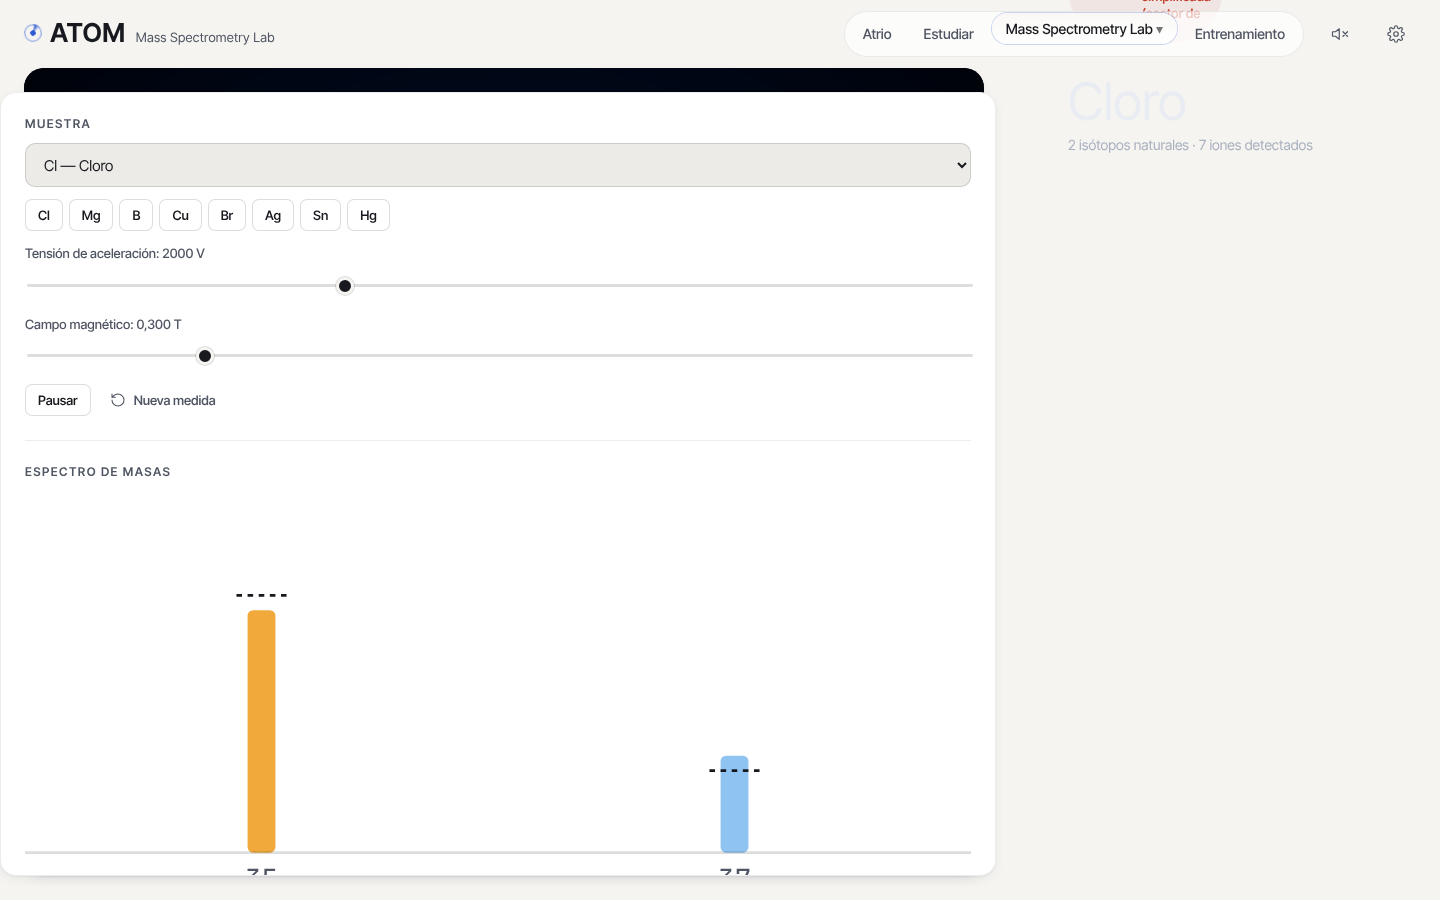 ATOM Mass Spectrometry Lab
Atrio
Estudiar
Mass Spectrometry Lab ▾
Entrenamiento
Cloro
2 isótopos naturales · 7 iones detectados
MUESTRA
Cl — Cloro
Cl Mg B Cu Br Ag Sn Hg
Tensión de aceleración: 2000 V
Campo magnético: 0,300 T
Pausar
Nueva medida
ESPECTRO DE MASAS
35 37